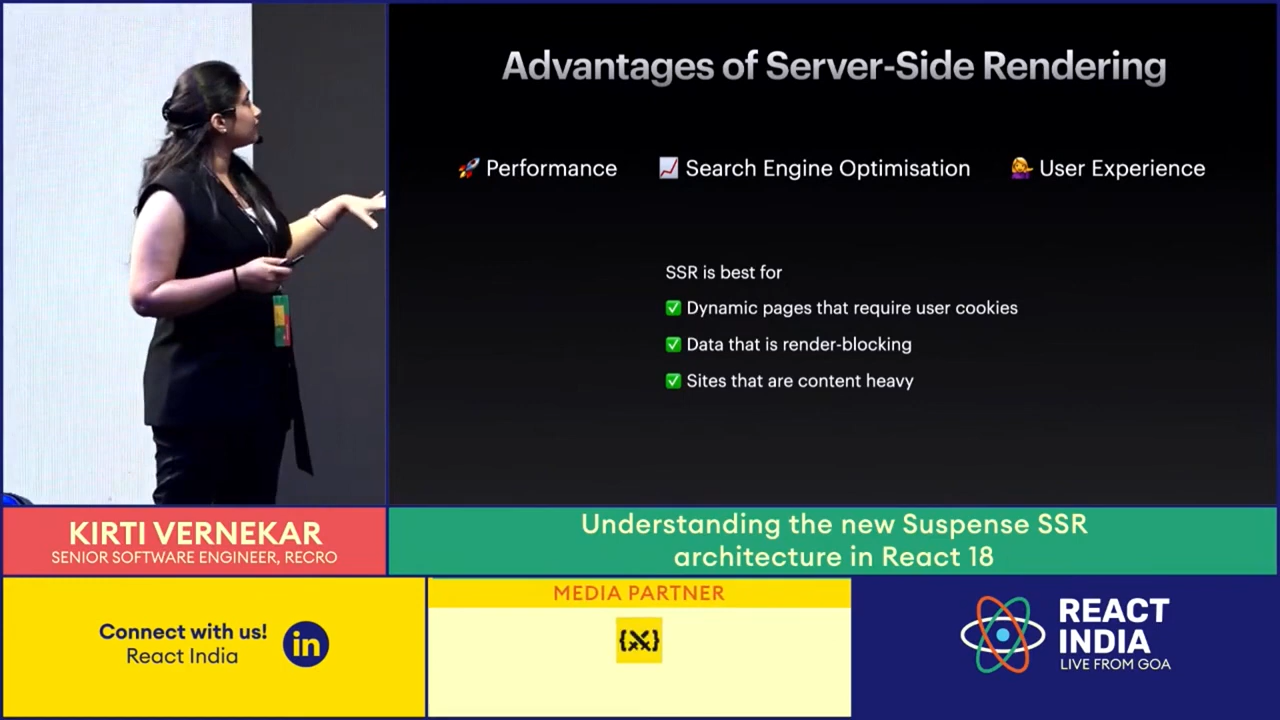 Advantages of Server-Side Rendering
🚀 Performance
📈 Search Engine Optimisation
💁‍♀️ User Experience
SSR is best for
✅ Dynamic pages that require user cookies
✅ Data that is render-blocking
✅ Sites that are content heavy
KIRTI VERNEKAR
SENIOR SOFTWARE ENGINEER, RECRO
Understanding the new Suspense SSR
architecture in React 18
Connect with us!
React India
in
MEDIA PARTNER
{X}
REACT
INDIA
LIVE FROM GOA